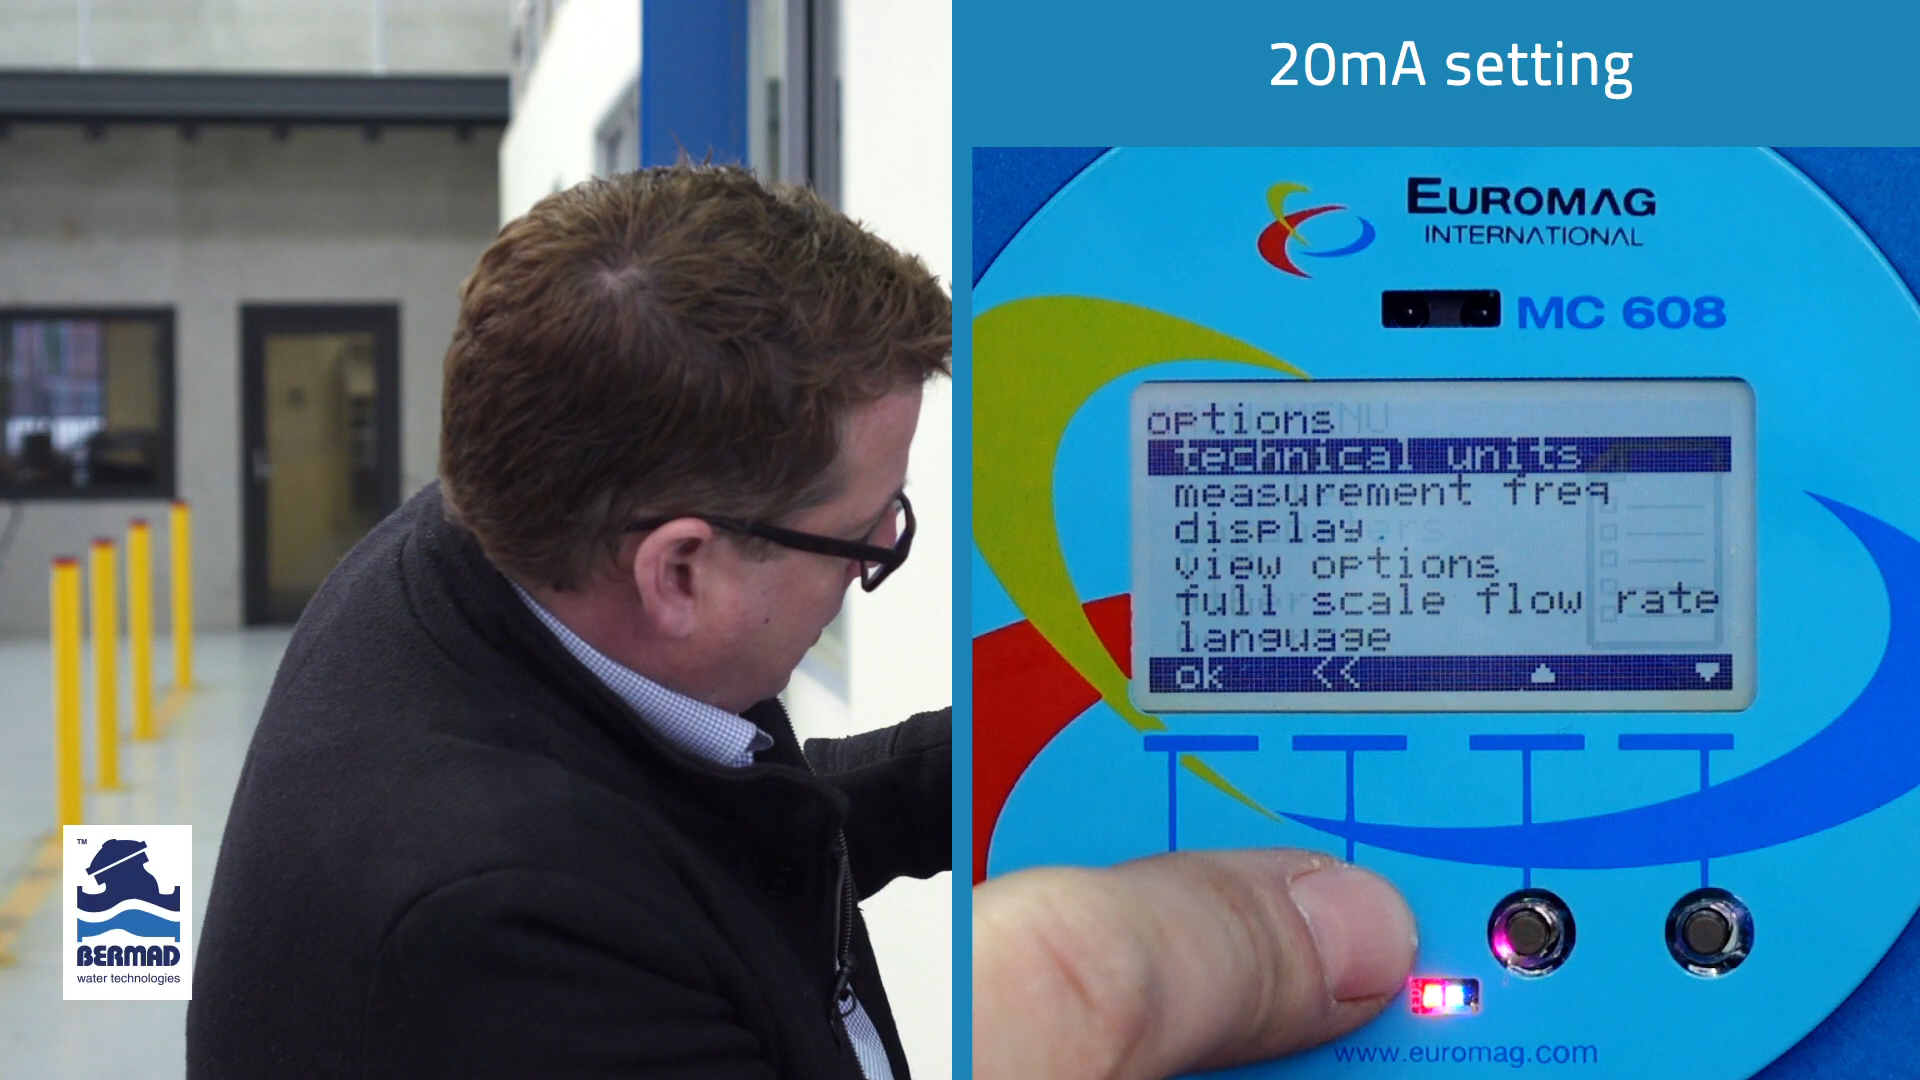 20mA setting
EUROMAG
INTERNATIONAL
MC 608
options
technical units
measurement freq
display
view options
full scale flow rate
language
ok <<
www.euromag.com
TM
BERMAD
water technologies